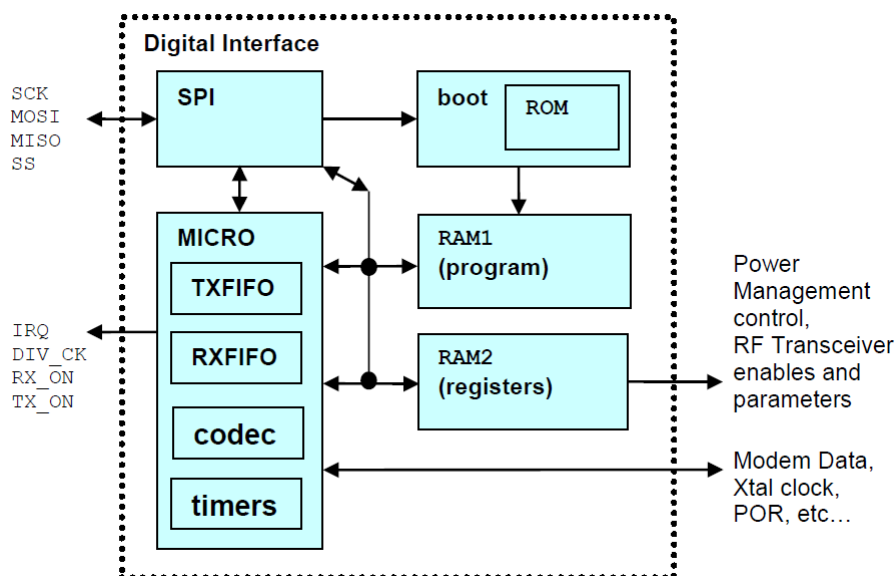 Digital Interface
SCK
MOSI
MISO
SS
SPI
boot
ROM
MICRO
TXFIFO
RXFIFO
codec
timers
RAM1
(program)
RAM2
(registers)
IRQ
DIV_CK
RX_ON
TX_ON
Power
Management
control,
RF Transceiver
enables and
parameters
Modem Data,
Xtal clock,
POR, etc…